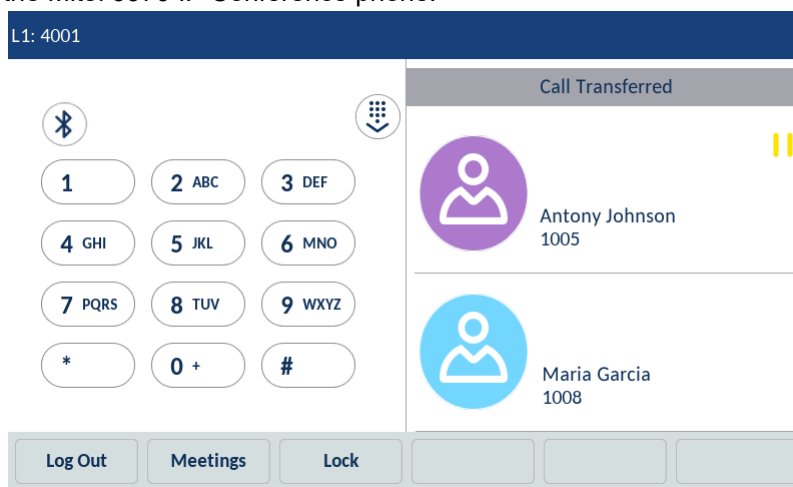 L1: 4001
Call Transferred
1
2 ABC
3 DEF
4 GHI
5 JKL
6 MNO
7 PQRS
8 TUV
9 WXYZ
*
0 +
#
Antony Johnson
1005
Maria Garcia
1008
Log Out
Meetings
Lock